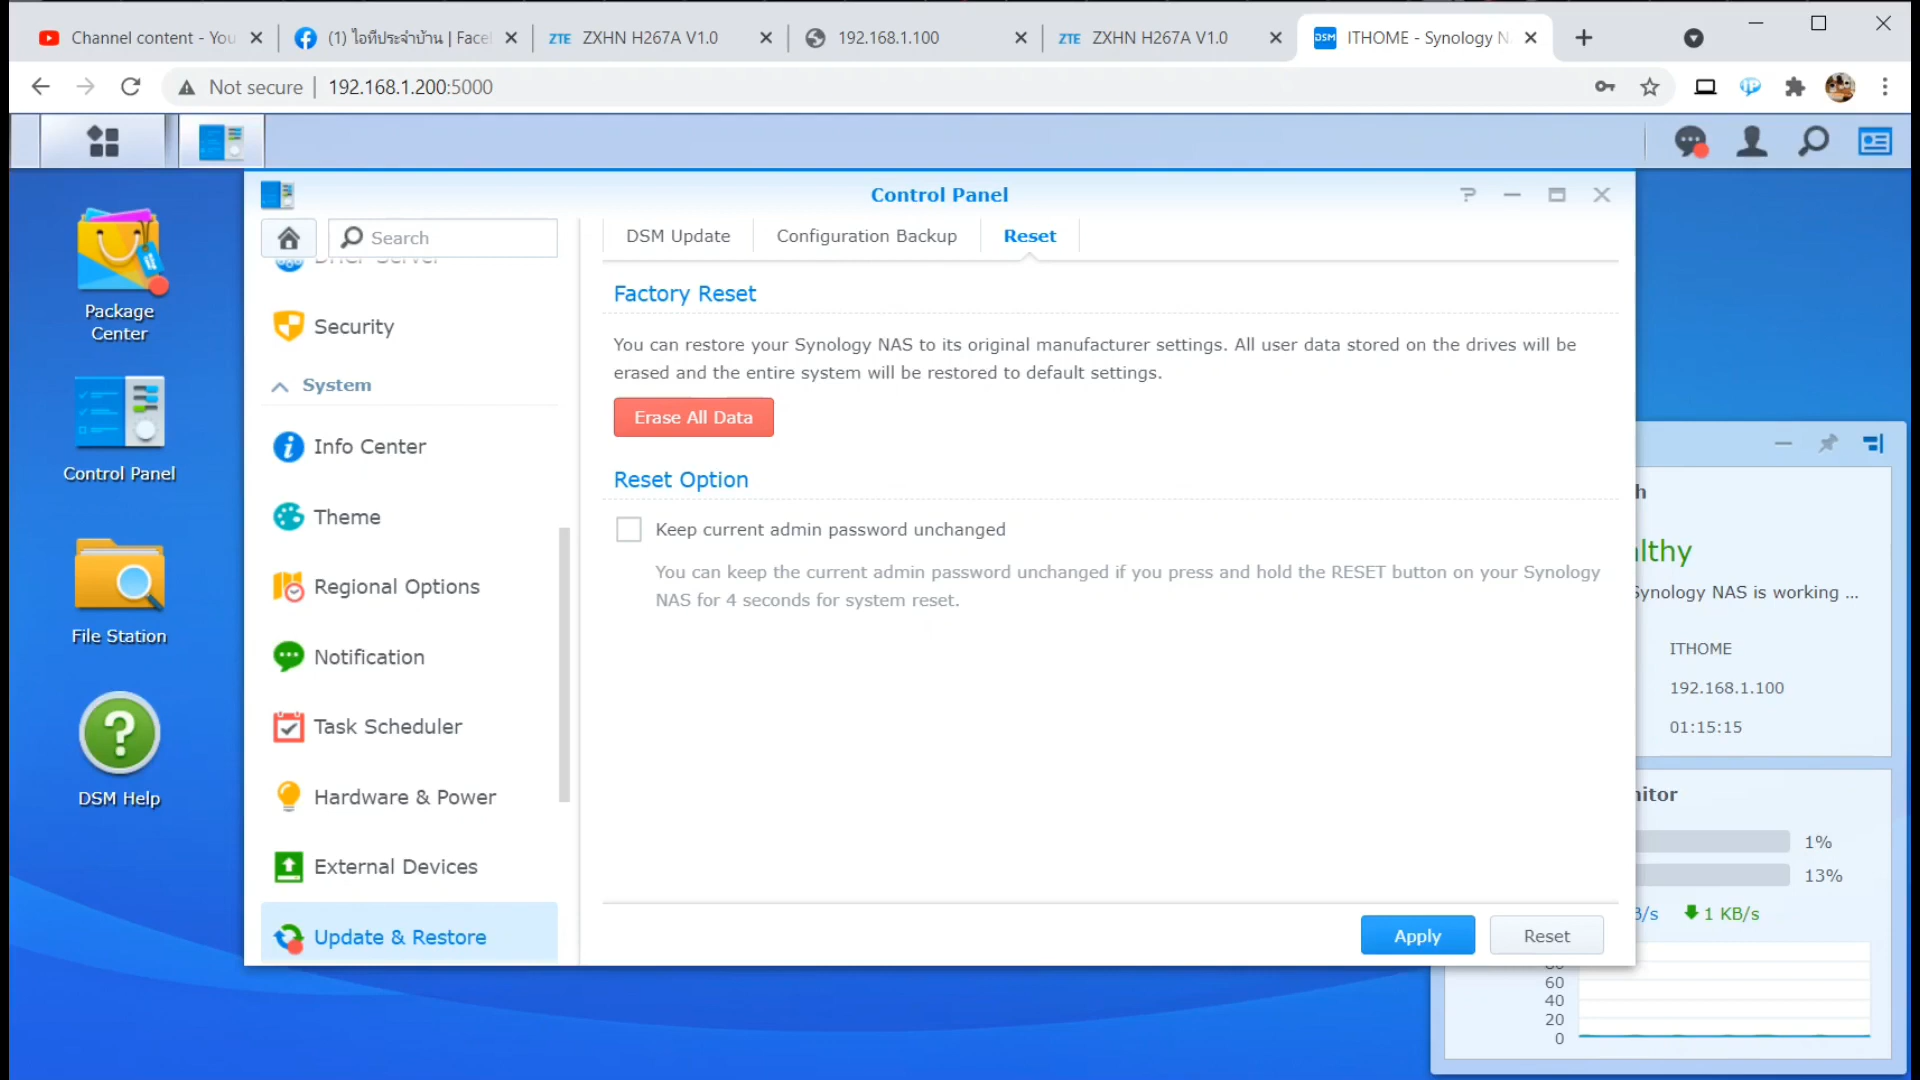 Channel content - You
(1) ไอทีประจำบ้าน | Facel
ZTE ZXHN H267A V1.0
192.168.1.100
ZTE ZXHN H267A V1.0
DSM ITHOME - Synology N
Not secure | 192.168.1.200:5000
Package
Center
Control Panel
File Station
DSM Help
Control Panel
Search
Security
System
Info Center
Theme
Regional Options
Notification
Task Scheduler
Hardware & Power
External Devices
Update & Restore
DSM Update
Configuration Backup
Reset
Factory Reset
You can restore your Synology NAS to its original manufacturer settings. All user data stored on the drives will be
erased and the entire system will be restored to default settings.
Erase All Data
Reset Option
Keep current admin password unchanged
You can keep the current admin password unchanged if you press and hold the RESET button on your Synology
NAS for 4 seconds for system reset.
Apply
Reset
h
lthy
Synology NAS is working ...
ITHOME
192.168.1.100
01:15:15
nitor
1%
13%
B/s 1 KB/s
60
40
20
0